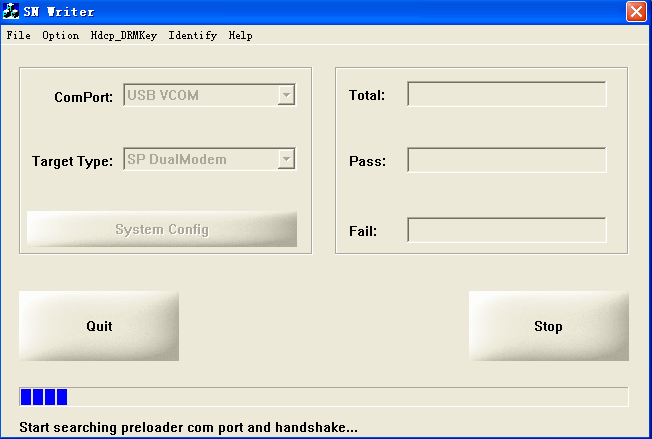 SN Writer
File Option Hdcp_DRMKey Identify Help
ComPort: USB VCOM
Target Type: SP DualModem
System Config
Total:
Pass:
Fail:
Quit
Stop
Start searching preloader com port and handshake...